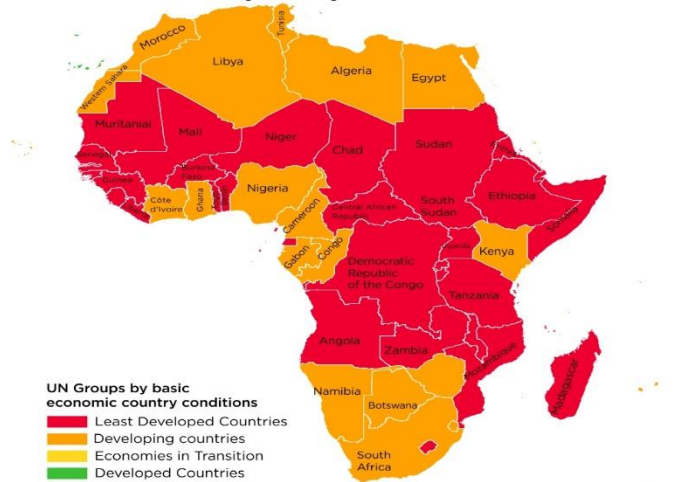 Morocco
Tunisia
Libya
Algeria
Egypt
Western Sahara
Muritaniai
Mali
Niger
Chad
Sudan
Senegal
Guinea
Burkina
Faso
Côte
d'Ivoire
Ghana
Nigeria
Cameroon
Central African
Republic
South
Sudan
Ethiopia
Somalia
Gabon
Congo
Democratic
Republic
of the Congo
Uganda
Kenya
Tanzania
Angola
Zambia
Mozambique
Madagascar
Namibia
Botswana
South
Africa
UN Groups by basic
economic country conditions
Least Developed Countries
Developing countries
Economies in Transition
Developed Countries